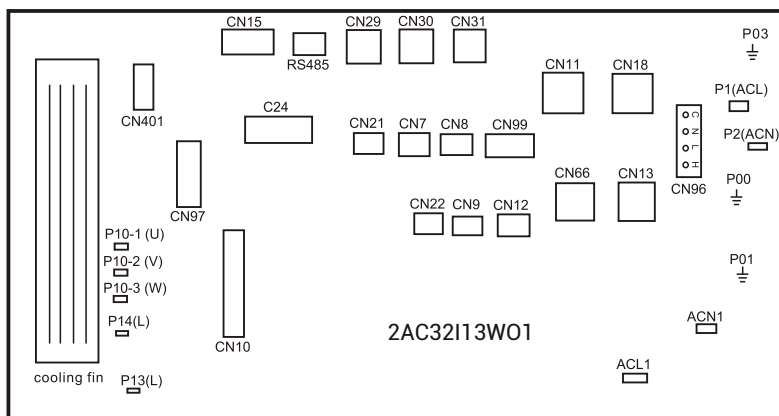 CN15
RS485
CN29
CN30
CN31
P03
CN11
CN18
P1(ACL)
CN401
C24
CN21
CN7
CN8
CN99
C
N
L
H
P2(ACN)
CN96
CN97
CN66
CN13
P00
CN22
CN9
CN12
P10-1 (U)
P10-2 (V)
P10-3 (W)
P01
P14(L)
CN10
2AC32I13WO1
ACN1
cooling fin
P13(L)
ACL1